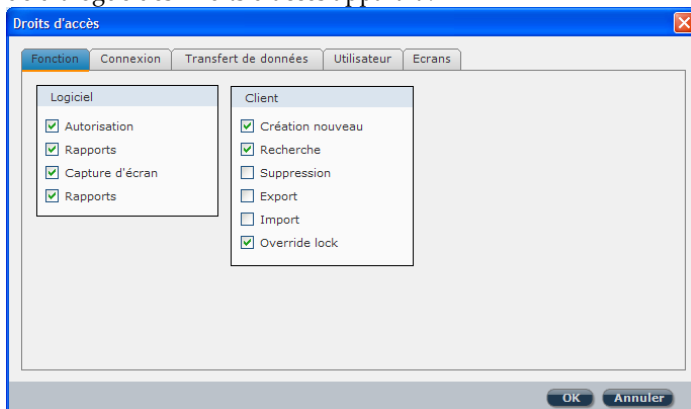 Droits d'accès
Fonction Connexion Transfert de données Utilisateur Ecrans
Logiciel
Autorisation
Rapports
Capture d'écran
Rapports
Client
Création nouveau
Recherche
Suppression
Export
Import
Override lock
OK Annuler